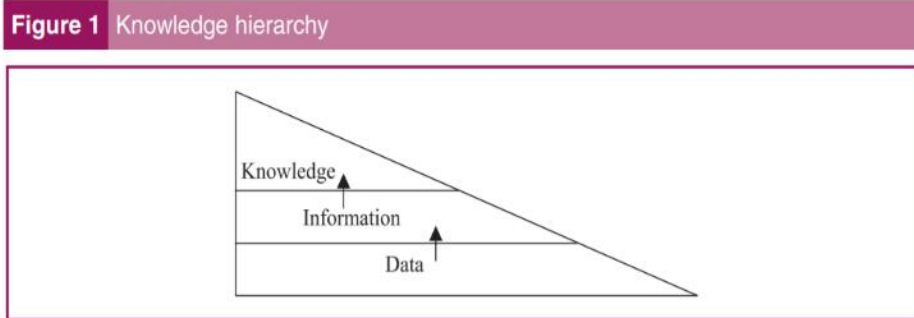 Figure 1 Knowledge hierarchy
Knowledge
Information
Data